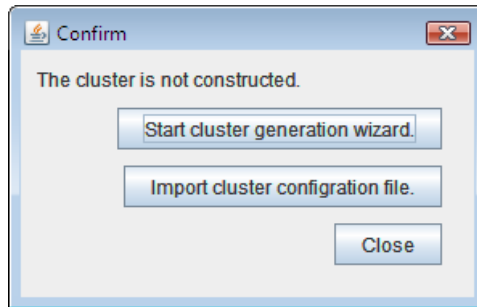 Confirm
The cluster is not constructed.
Start cluster generation wizard.
Import cluster configration file.
Close